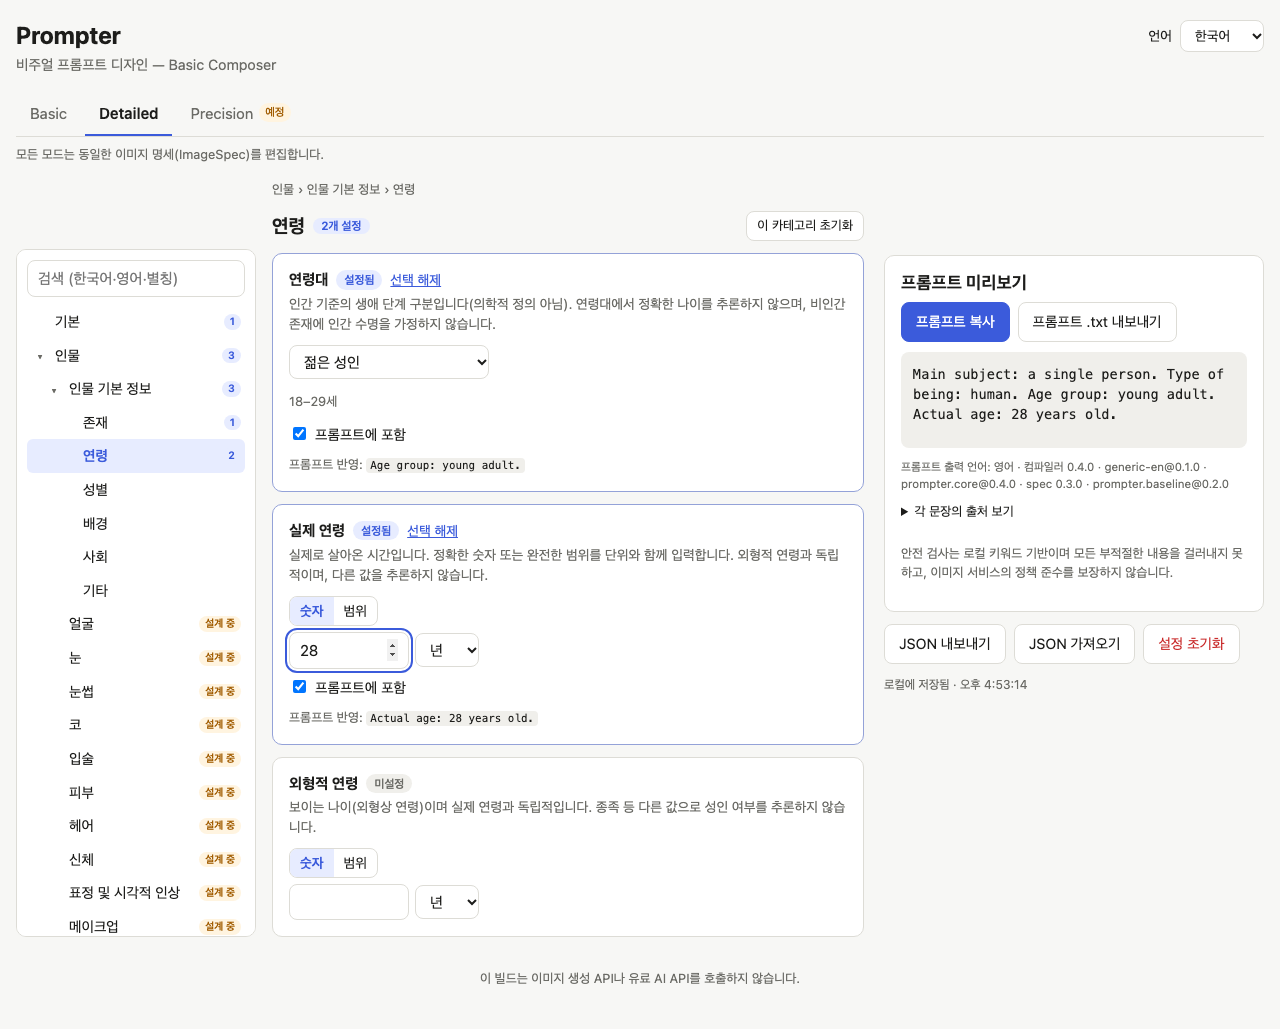 Prompter
언어
한국어
비주얼 프롬프트 디자인 — Basic Composer
Basic
Detailed
Precision 예정
모든 모드는 동일한 이미지 명세(ImageSpec)를 편집합니다.
검색 (한국어·영어·별칭)
기본 1
인물 3
인물 기본 정보 3
존재 1
연령 2
성별
배경
사회
기타
얼굴 설계 중
눈 설계 중
눈썹 설계 중
코 설계 중
입술 설계 중
피부 설계 중
헤어 설계 중
신체 설계 중
표정 및 시각적 인상 설계 중
메이크업 설계 중
인물 › 인물 기본 정보 › 연령
연령 2개 설정
이 카테고리 초기화
연령대 설정됨 선택 해제
인간 기준의 생애 단계 구분입니다(의학적 정의 아님). 연령대에서 정확한 나이를 추론하지 않으며, 비인간
존재에 인간 수명을 가정하지 않습니다.
젊은 성인
18–29세
프롬프트에 포함
프롬프트 반영: Age group: young adult.
실제 연령 설정됨 선택 해제
실제로 살아온 시간입니다. 정확한 숫자 또는 완전한 범위를 단위와 함께 입력합니다. 외형적 연령과 독립
적이며, 다른 값을 추론하지 않습니다.
숫자 범위
28 년
프롬프트에 포함
프롬프트 반영: Actual age: 28 years old.
외형적 연령 미설정
보이는 나이(외형상 연령)이며 실제 연령과 독립적입니다. 종족 등 다른 값으로 성인 여부를 추론하지 않습
니다.
숫자 범위
년
프롬프트 미리보기
프롬프트 복사
프롬프트 .txt 내보내기
Main subject: a single person. Type of
being: human. Age group: young adult.
Actual age: 28 years old.
프롬프트 출력 언어: 영어 · 컴파일러 0.4.0 · generic-en@0.1.0 ·
prompter.core@0.4.0 · spec 0.3.0 · prompter.baseline@0.2.0
각 문장의 출처 보기
안전 검사는 로컬 키워드 기반이며 모든 부적절한 내용을 걸러내지 못
하고, 이미지 서비스의 정책 준수를 보장하지 않습니다.
JSON 내보내기
JSON 가져오기
설정 초기화
로컬에 저장됨 · 오후 4:53:14
이 빌드는 이미지 생성 API나 유료 AI API를 호출하지 않습니다.